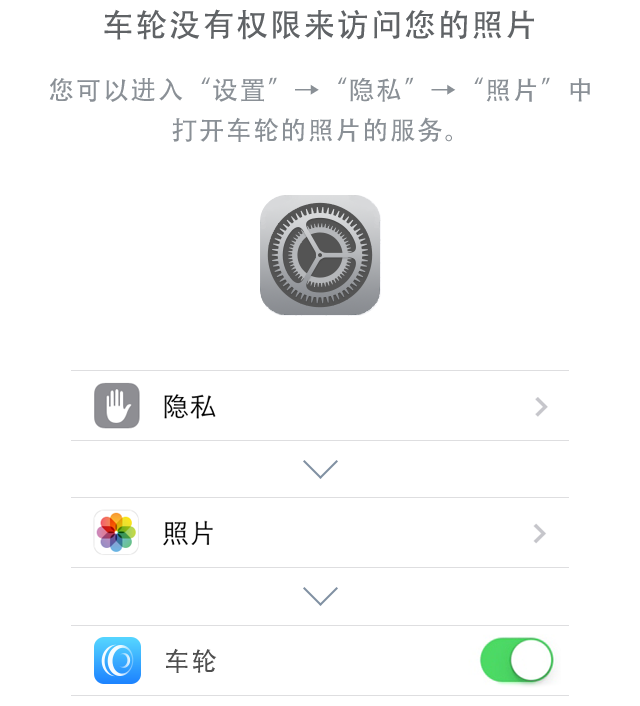 车轮没有权限来访问您的照片
您可以进入“设置”→“隐私”→“照片”中
打开车轮的照片的服务。
隐私
照片
车轮